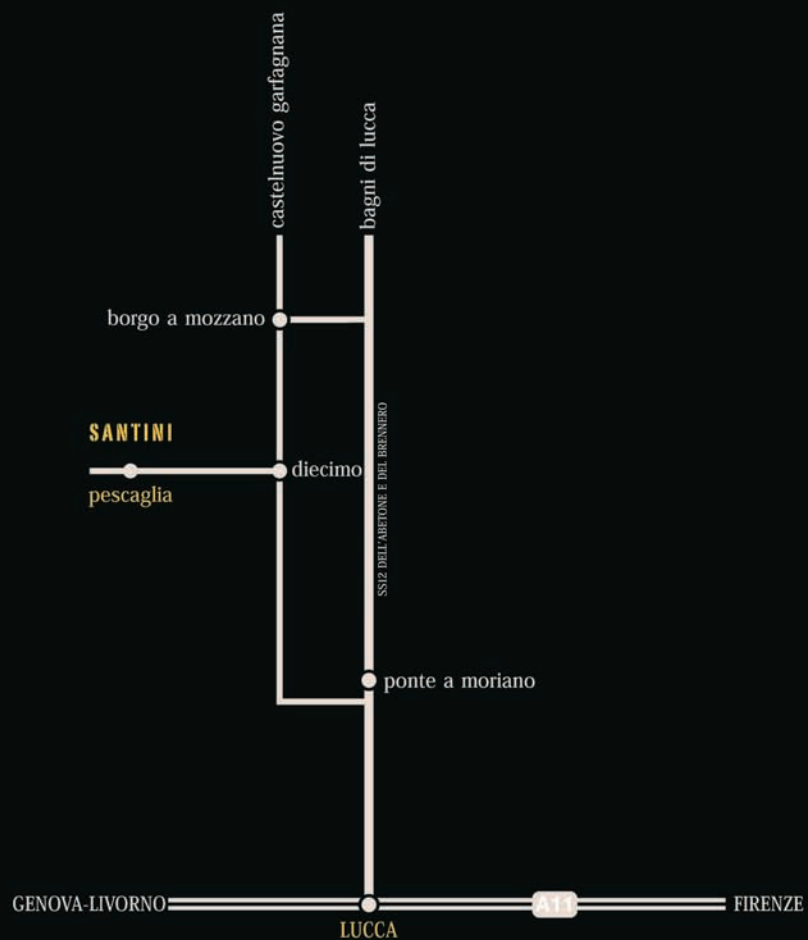 castelnuovo garfagnana
bagni di lucca
borgo a mozzano
SANTINI
diecimo
pescaglia
SS12 DELL'ABETONE E DEL BRENNERO
ponte a moriano
GENOVA-LIVORNO
A11
FIRENZE
LUCCA